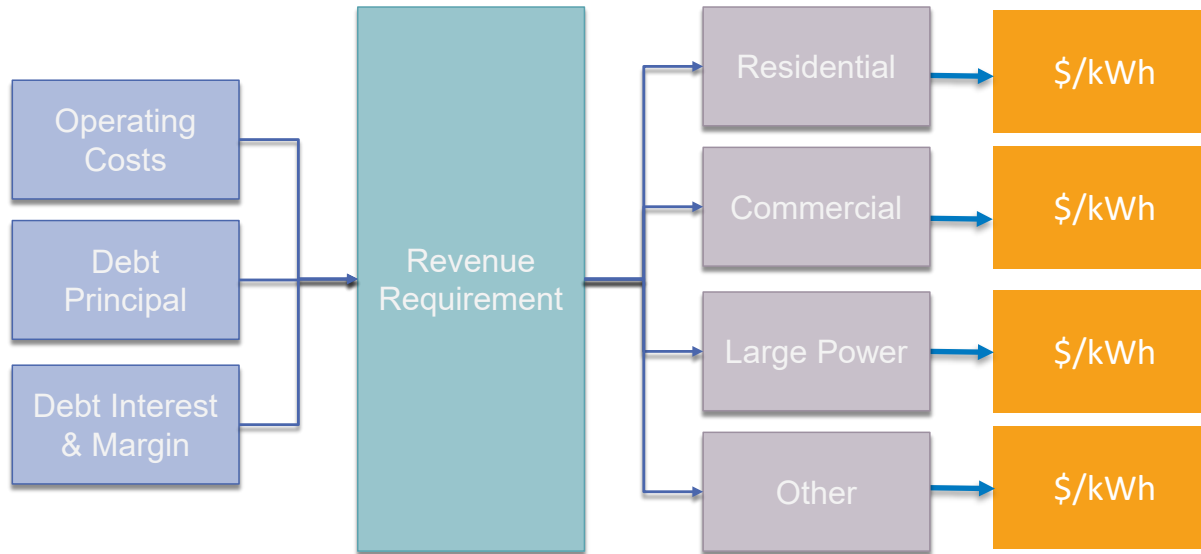 Operating
Costs
Debt
Principal
Debt Interest
& Margin
Revenue
Requirement
Residential
Commercial
Large Power
Other
$/kWh
$/kWh
$/kWh
$/kWh